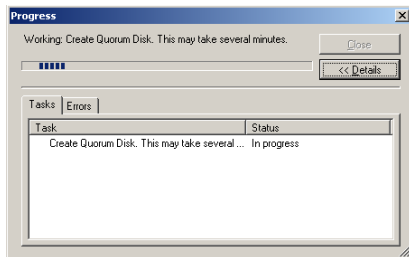 Progress
Working: Create Quorum Disk. This may take several minutes.
Close
<< Details
Tasks Errors
Task Status
Create Quorum Disk. This may take several ... In progress